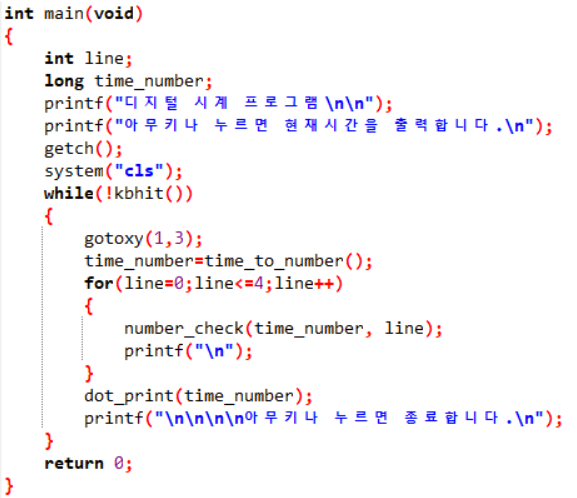 int main(void)
{
    int line;
    long time_number;
    printf("디지털 시계 프로그램\n\n");
    printf("아무키나 누르면 현재시간을 출력합니다.\n");
    getch();
    system("cls");
    while(!kbhit())
    {
        gotoxy(1,3);
        time_number=time_to_number();
        for(line=0;line<=4;line++)
        {
            number_check(time_number, line);
            printf("\n");
        }
        dot_print(time_number);
        printf("\n\n\n\n아무키나 누르면 종료합니다.\n");
    }
    return 0;
}